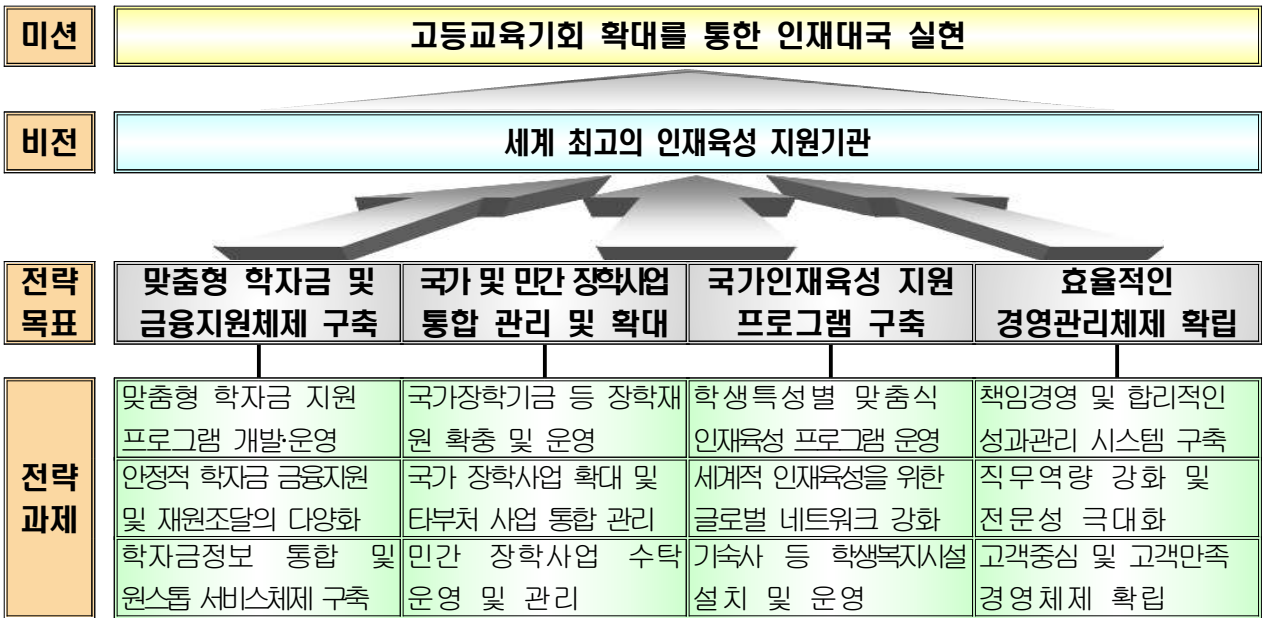 미션
고등교육기회 확대를 통한 인재대국 실현
비전
세계 최고의 인재육성 지원기관
전략
목표
맞춤형 학자금 및
금융지원체제 구축
국가 및 민간 장학사업
통합 관리 및 확대
국가인재육성 지원
프로그램 구축
효율적인
경영관리체제 확립
전략
과제
맞춤형 학자금 지원
프로그램 개발·운영
국가장학기금 등 장학재
원 확충 및 운영
학생특성별 맞춤식
인재육성 프로그램 운영
책임경영 및 합리적인
성과관리 시스템 구축
안정적 학자금 금융지원
및 재원조달의 다양화
국가 장학사업 확대 및
타부처 사업 통합 관리
세계적 인재육성을 위한
글로벌 네트워크 강화
직무역량 강화 및
전문성 극대화
학자금정보 통합 및
원스톱 서비스체제 구축
민간 장학사업 수탁
운영 및 관리
기숙사 등 학생복지시설
설치 및 운영
고객중심 및 고객만족
경영체제 확립